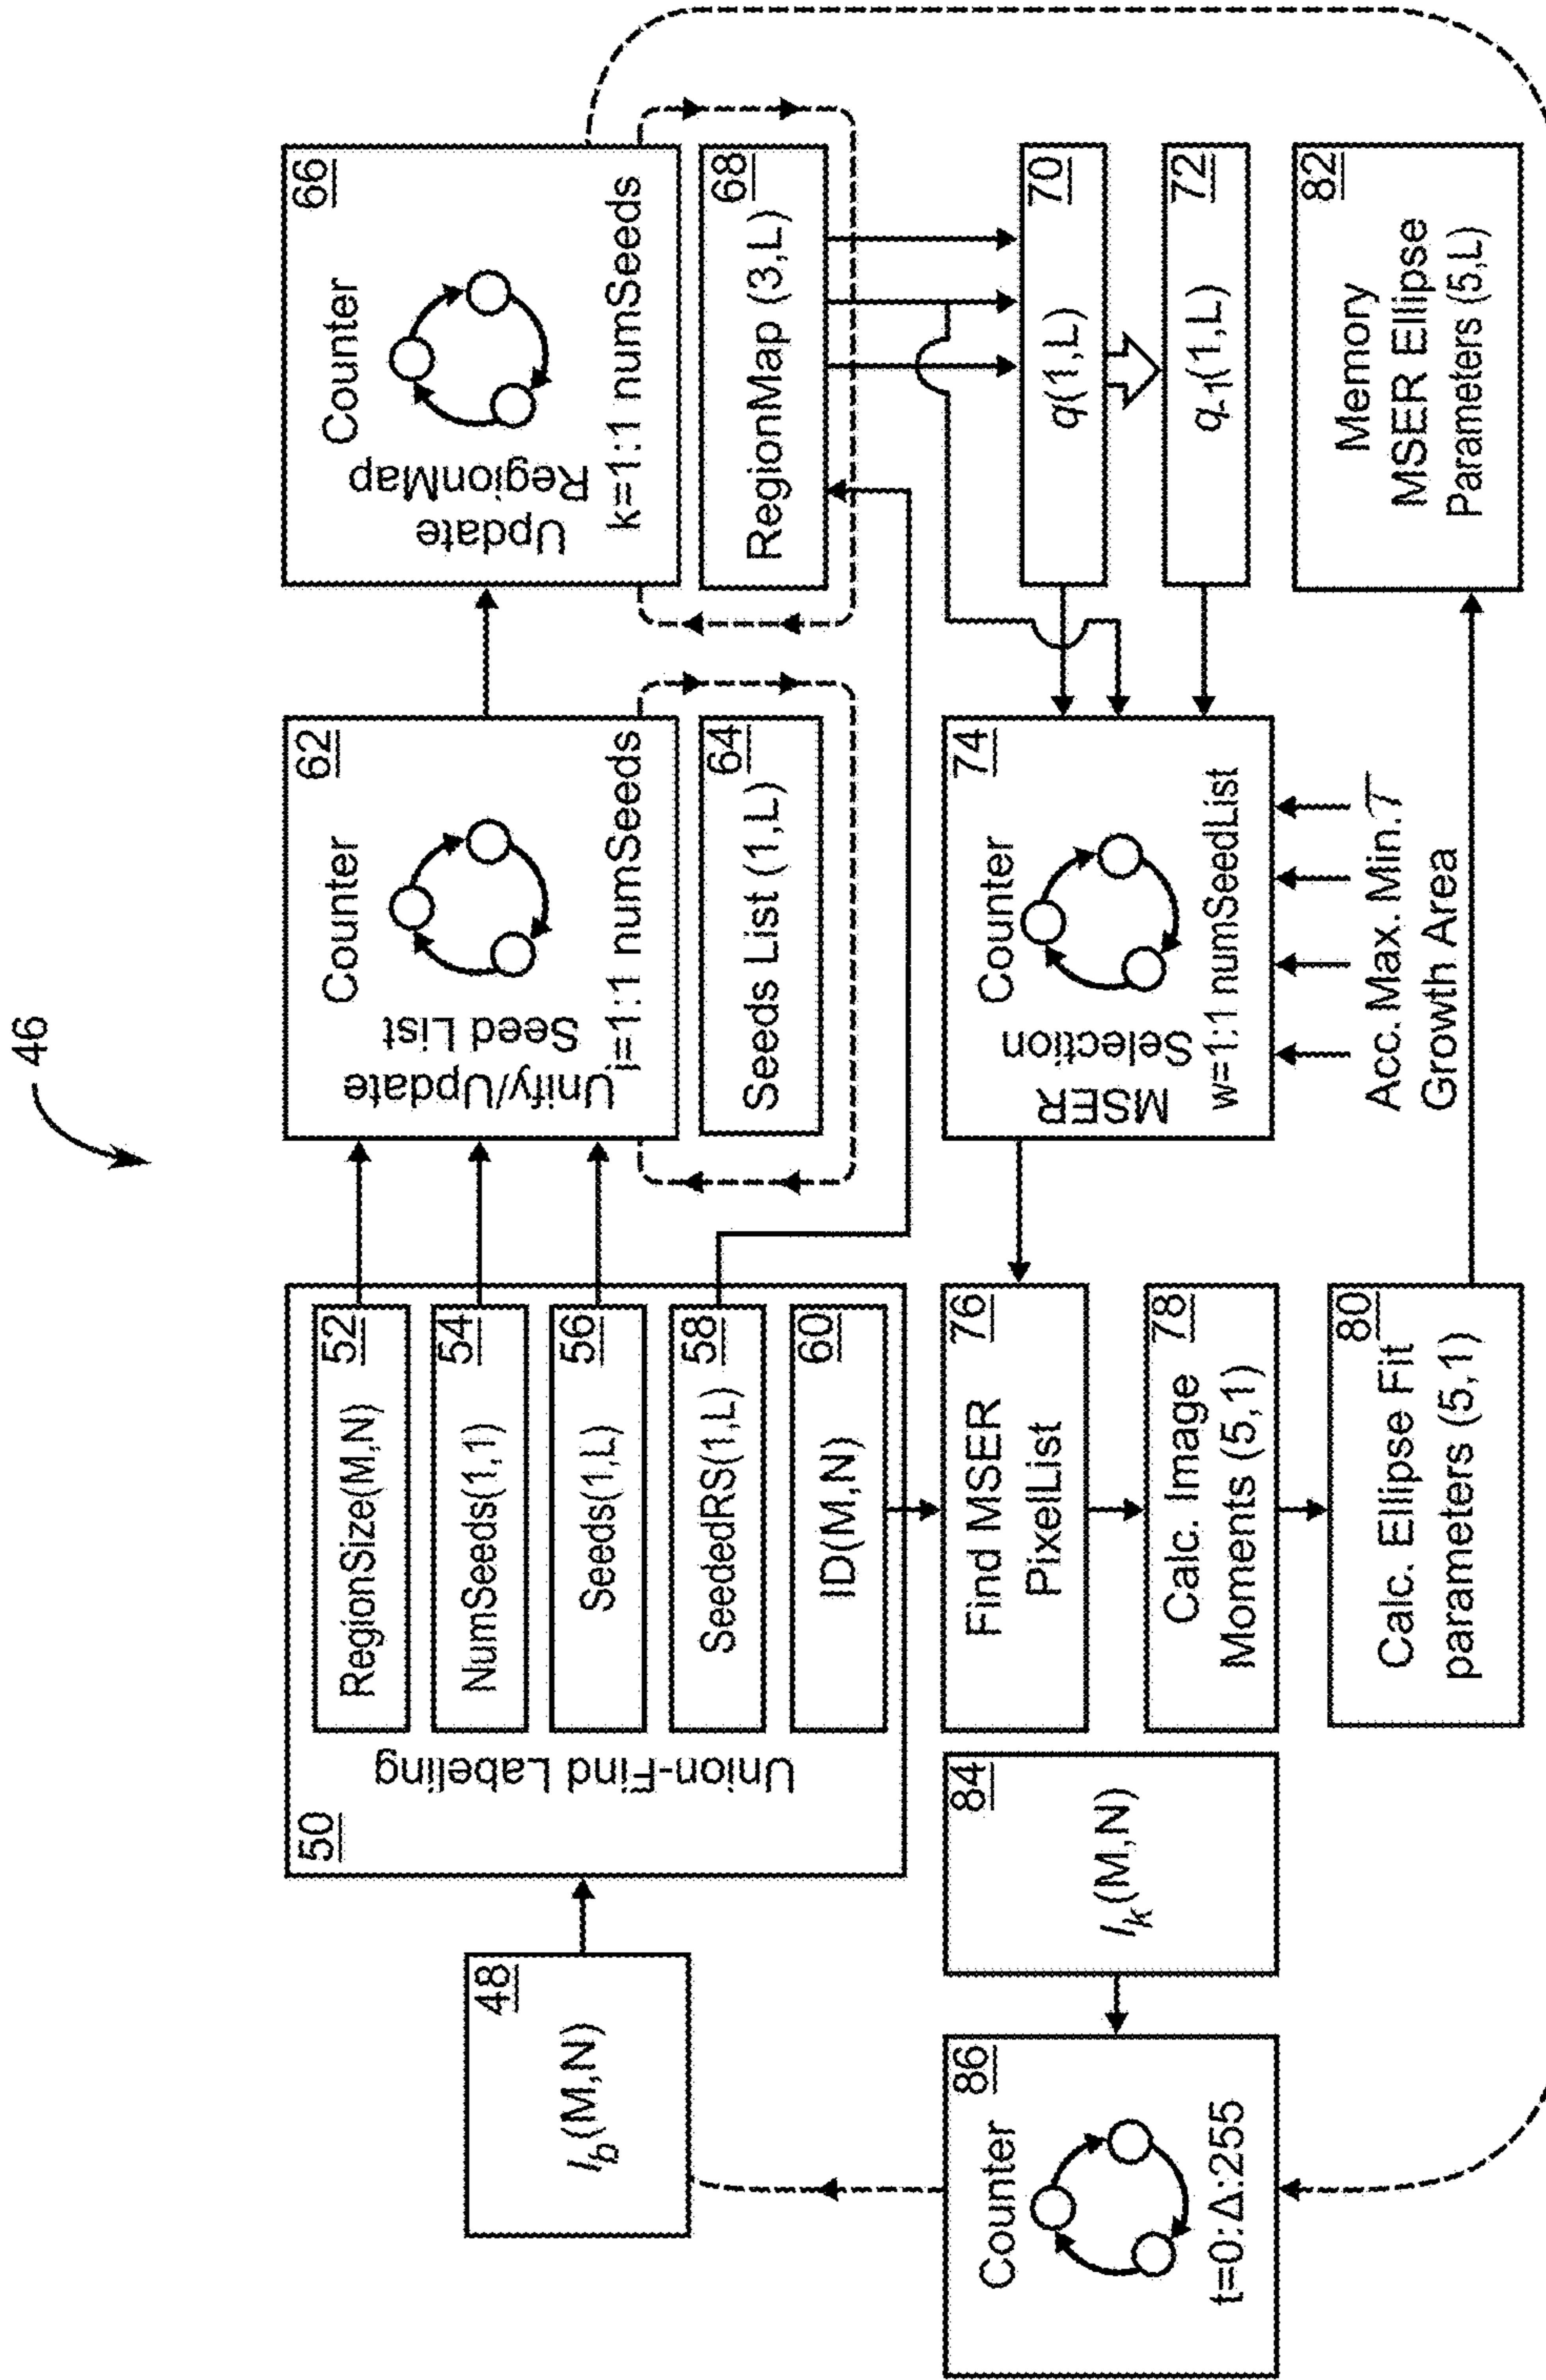 46
48
I_b(M,N)
50
Union-Find Labeling
52
RegionSize(M,N)
54
NumSeeds(1,1)
56
Seeds(1,L)
58
SeededRS(1,L)
60
ID(M,N)
62
Counter
Unify/Update
Seed List
i=1:1 numSeeds
64
Seeds List (1,L)
66
Counter
Update
RegionMap
k=1:1 numSeeds
68
RegionMap (3,L)
70
q(1,L)
72
q-1(1,L)
74
Counter
MSER
Selection
w=1:1 numSeedList
Acc. Max. Min. T
Growth Area
76
Find MSER
PixelList
78
Calc. Image
Moments (5,1)
80
Calc. Ellipse Fit
parameters (5,1)
82
Memory
MSER Ellipse
Parameters (5,L)
84
I_k(M,N)
86
Counter
t=0:Δ:255